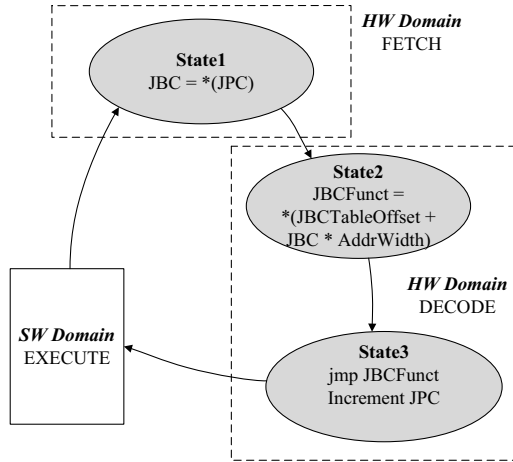 HW Domain
FETCH
State1
JBC = *(JPC)
State2
JBCFunct =
*(JBCTableOffset +
JBC * AddrWidth)
HW Domain
DECODE
SW Domain
EXECUTE
State3
jmp JBCFunct
Increment JPC